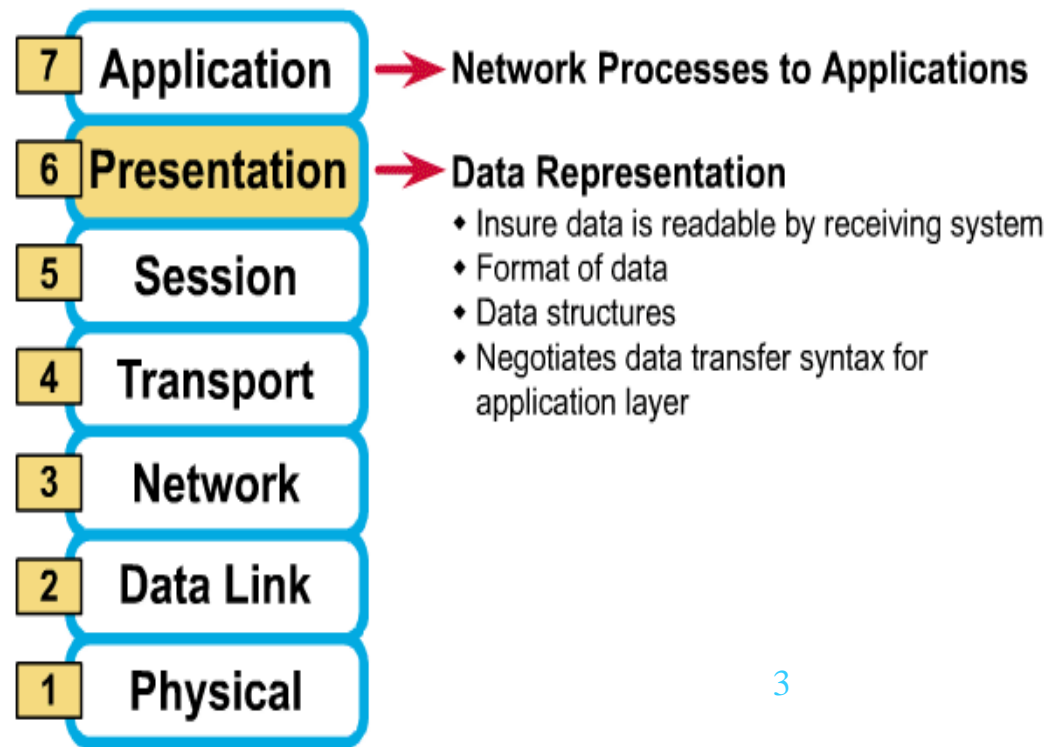 7 Application Network Processes to Applications
6 Presentation Data Representation
◆ Insure data is readable by receiving system
◆ Format of data
◆ Data structures
◆ Negotiates data transfer syntax for
application layer
5 Session
4 Transport
3 Network
2 Data Link
1 Physical
3